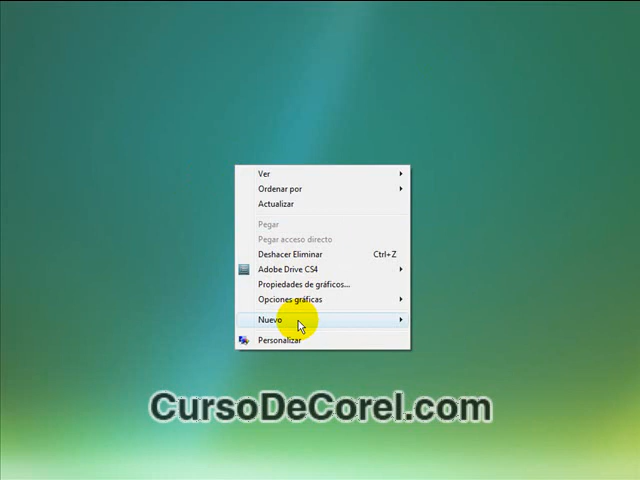 Ver
Ordenar por
Actualizar
Pegar
Pegar acceso directo
Deshacer Eliminar Ctrl+Z
Adobe Drive CS4
Propiedades de gráficos...
Opciones gráficas
Nuevo
Personalizar
CursoDeCorel.com